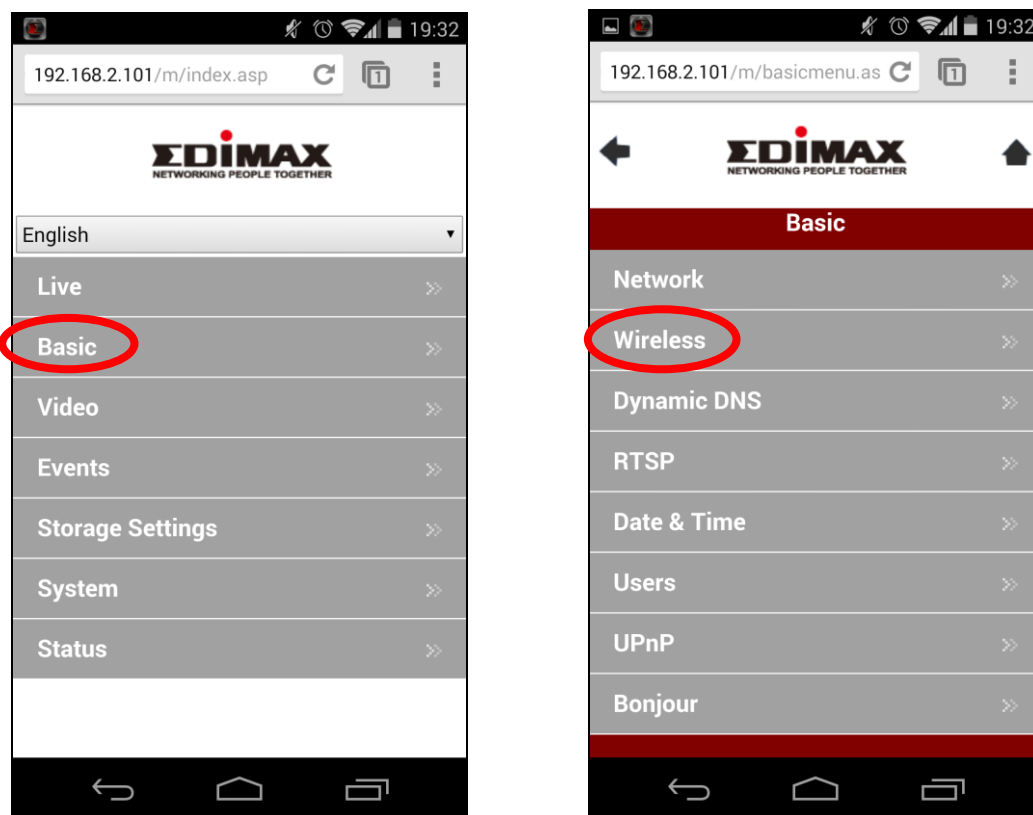 19:32
192.168.2.101/m/index.asp
1
EDIMAX
NETWORKING PEOPLE TOGETHER
English
Live
Basic
Video
Events
Storage Settings
System
Status
19:32
192.168.2.101/m/basicmenu.as
1
EDIMAX
NETWORKING PEOPLE TOGETHER
Basic
Network
Wireless
Dynamic DNS
RTSP
Date & Time
Users
UPnP
Bonjour